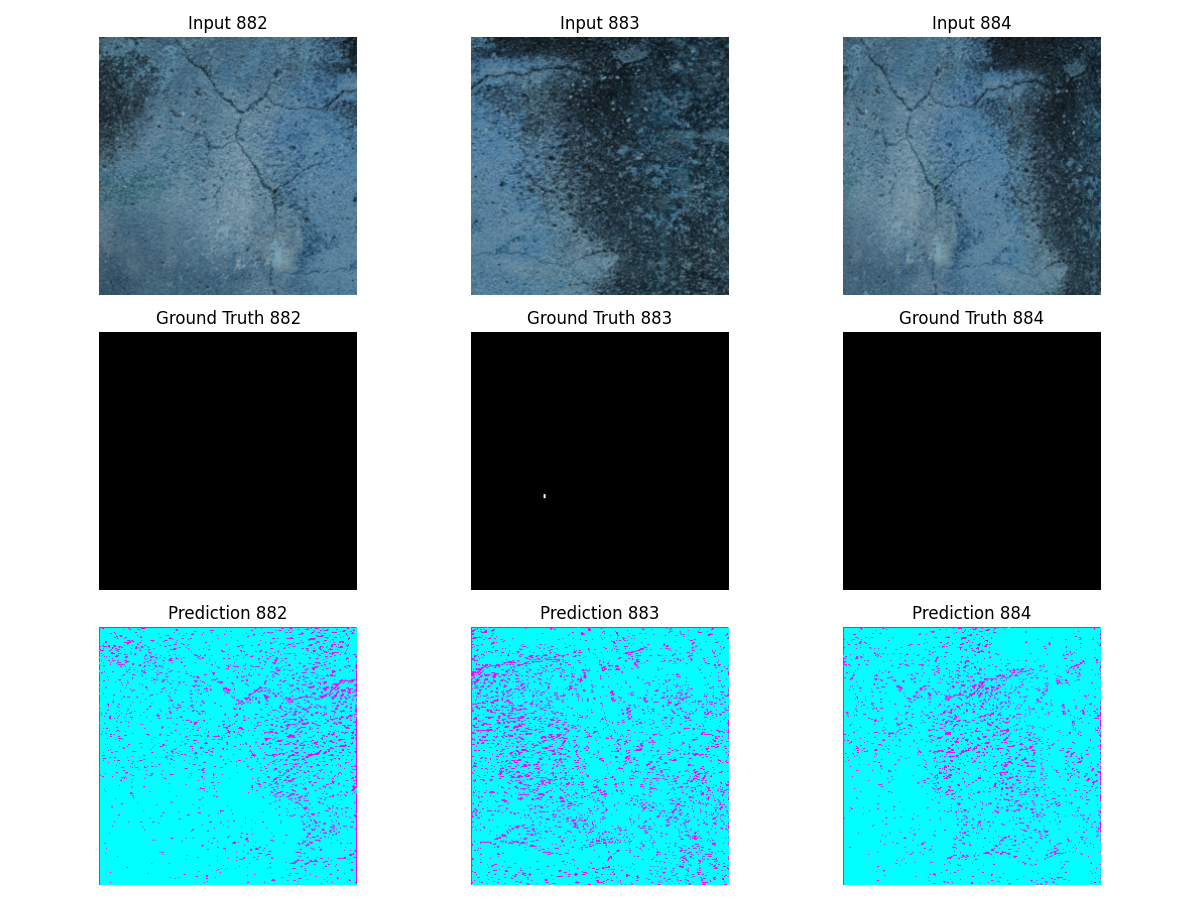 Input 882
Input 883
Input 884
Ground Truth 882
Ground Truth 883
Ground Truth 884
Prediction 882
Prediction 883
Prediction 884